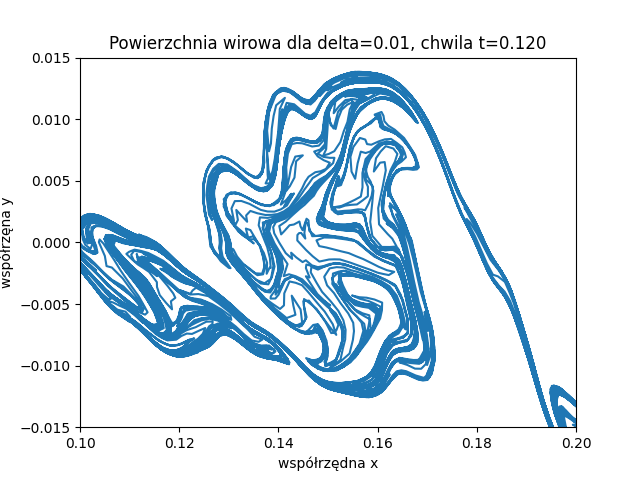 Powierzchnia wirowa dla delta=0.01, chwila t=0.120
0.015
0.010
0.005
0.000
−0.005
−0.010
−0.015
współrzęna y
0.10 0.12 0.14 0.16 0.18 0.20
współrzędna x